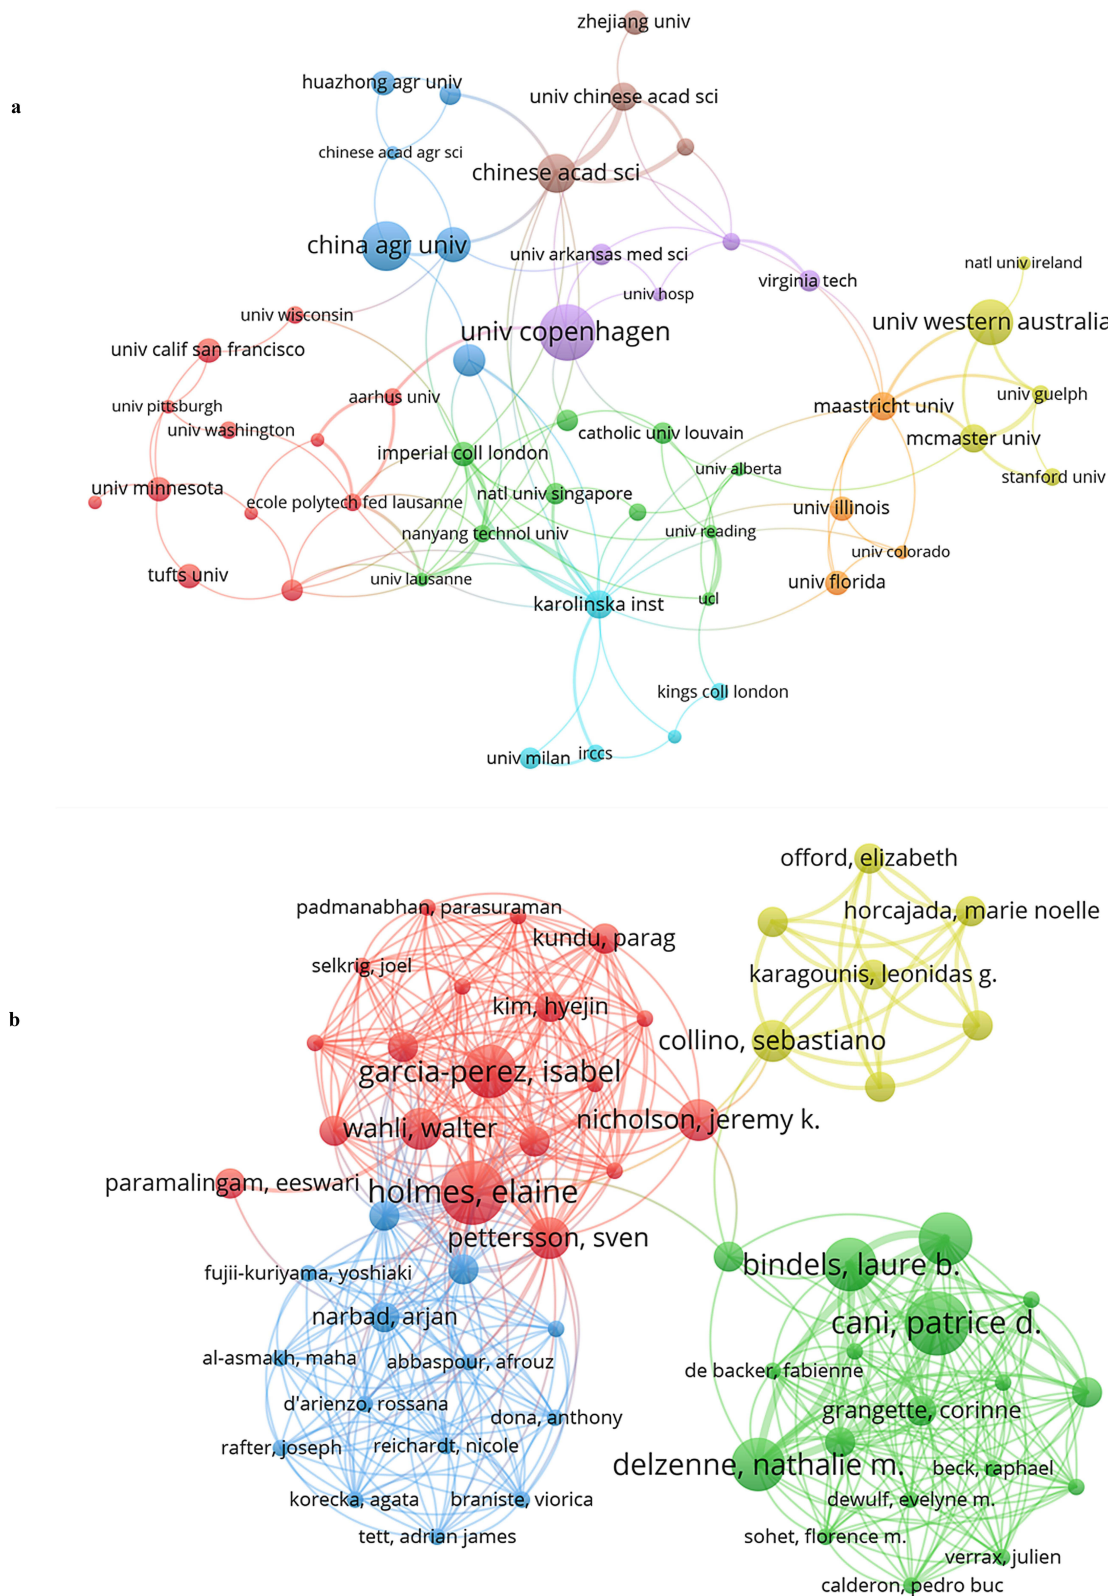 a
zhejiang univ
huazhong agr univ
univ chinese acad sci
chinese acad agr sci
chinese acad sci
china agr univ
univ arkansas med sci
natl univ ireland
virginia tech
univ hosp
univ wisconsin
univ copenhagen
univ western australia
univ calif san francisco
univ pittsburgh
aarhus univ
univ guelph
maastricht univ
univ washington
catholic univ louvain
mcmaster univ
imperial coll london
univ alberta
stanford univ
univ minnesota
ecole polytech fed lausanne
natl univ singapore
univ illinois
nanyang technol univ
univ reading
univ colorado
tufts univ
univ lausanne
univ florida
karolinska inst
ucl
kings coll london
univ milan
irccs
b
offord, elizabeth
padmanabhan, parasuraman
horcajada, marie noelle
kundu, parag
selkrig, joel
karagounis, leonidas g.
kim, hyejin
collino, sebastiano
garcia-perez, isabel
nicholson, jeremy k.
wahli, walter
paramalingam, eeswari
holmes, elaine
pettersson, sven
fujii-kuriyama, yoshiaki
bindels, laure b.
narbad, arjan
cani, patrice d.
al-asmakh, maha
abbaspour, afrouz
de backer, fabienne
d'arienzo, rossana
dona, anthony
grangette, corinne
rafter, joseph
reichardt, nicole
delzenne, nathalie m.
beck, raphael
korecka, agata
braniste, viorica
dewulf, evelyne m.
tett, adrian james
sohet, florence m.
verrax, julien
calderon, pedro buc